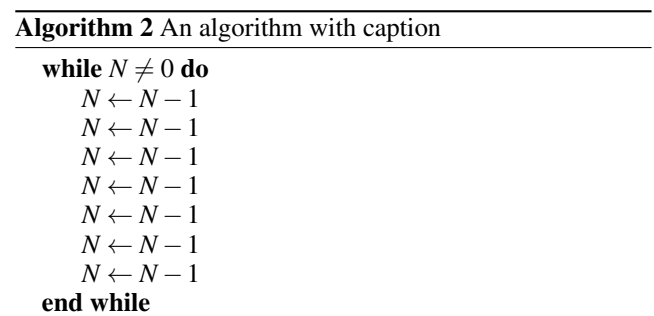 Algorithm 2 An algorithm with caption
while N ≠ 0 do
N ← N − 1
N ← N − 1
N ← N − 1
N ← N − 1
N ← N − 1
N ← N − 1
N ← N − 1
end while